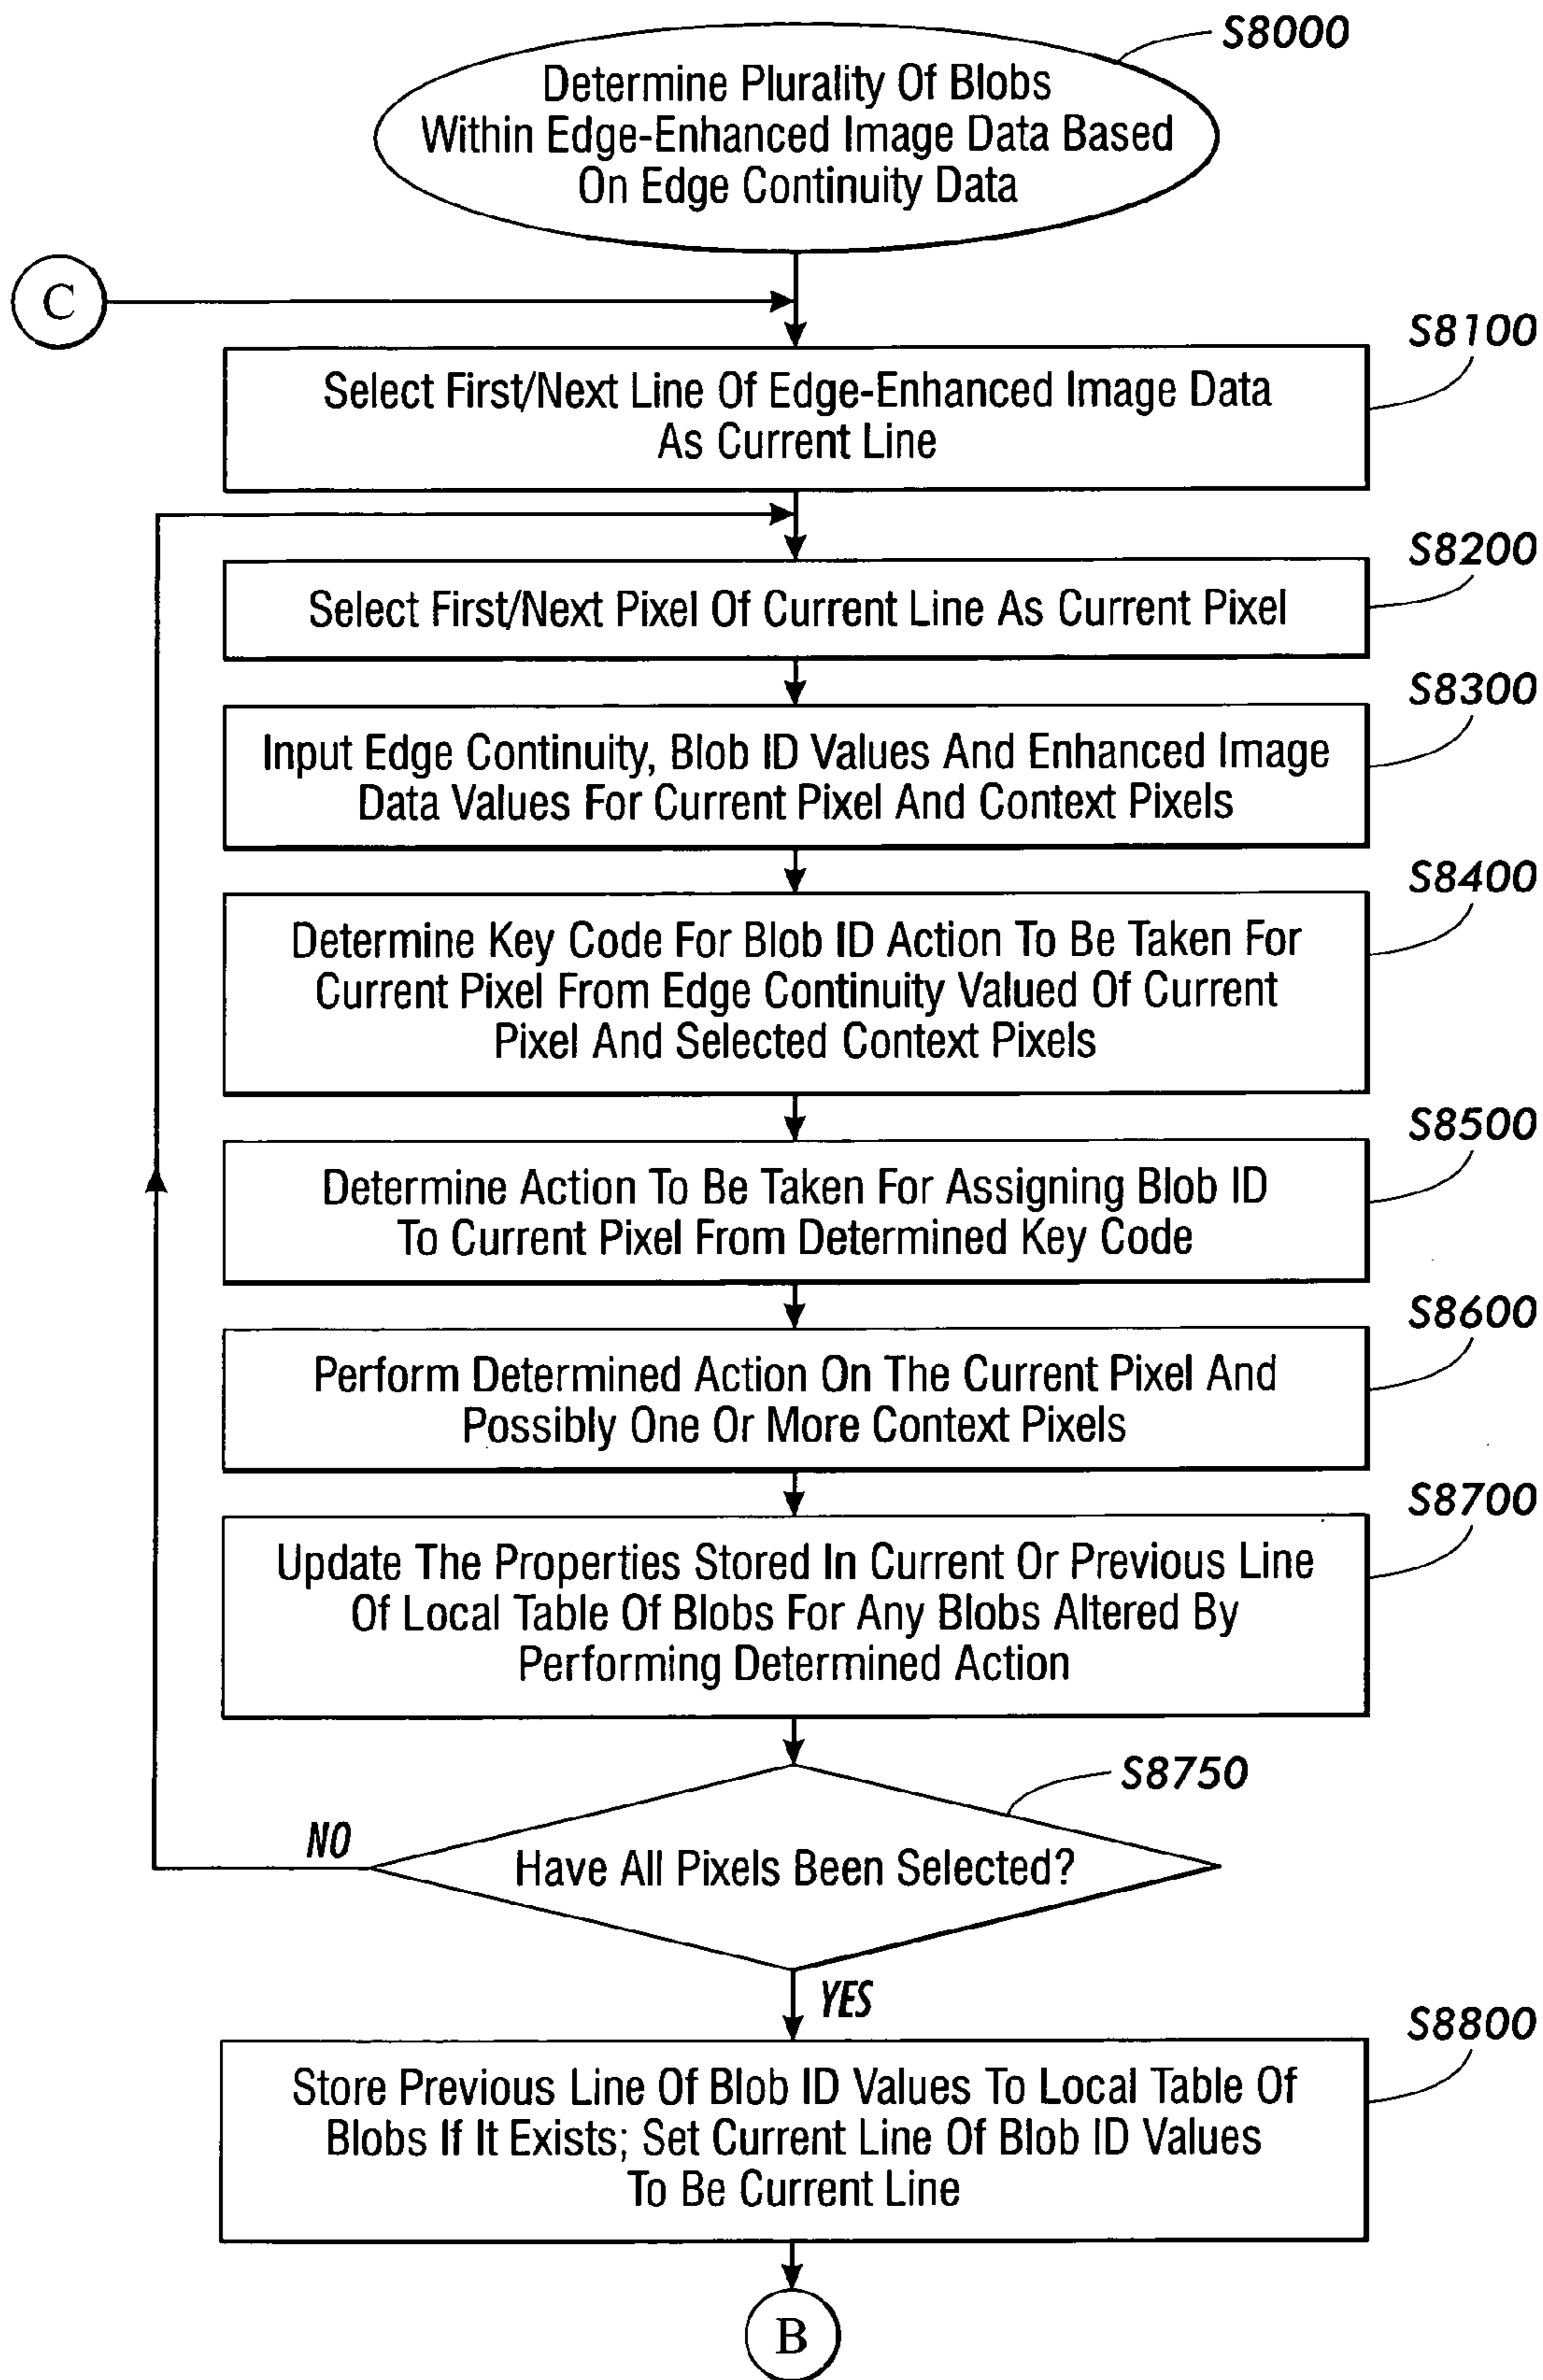 S8000
Determine Plurality Of Blobs
Within Edge-Enhanced Image Data Based
On Edge Continuity Data
C
S8100
Select First/Next Line Of Edge-Enhanced Image Data
As Current Line
S8200
Select First/Next Pixel Of Current Line As Current Pixel
S8300
Input Edge Continuity, Blob ID Values And Enhanced Image
Data Values For Current Pixel And Context Pixels
S8400
Determine Key Code For Blob ID Action To Be Taken For
Current Pixel From Edge Continuity Valued Of Current
Pixel And Selected Context Pixels
S8500
Determine Action To Be Taken For Assigning Blob ID
To Current Pixel From Determined Key Code
S8600
Perform Determined Action On The Current Pixel And
Possibly One Or More Context Pixels
S8700
Update The Properties Stored In Current Or Previous Line
Of Local Table Of Blobs For Any Blobs Altered By
Performing Determined Action
S8750
NO
Have All Pixels Been Selected?
YES
S8800
Store Previous Line Of Blob ID Values To Local Table Of
Blobs If It Exists; Set Current Line Of Blob ID Values
To Be Current Line
B